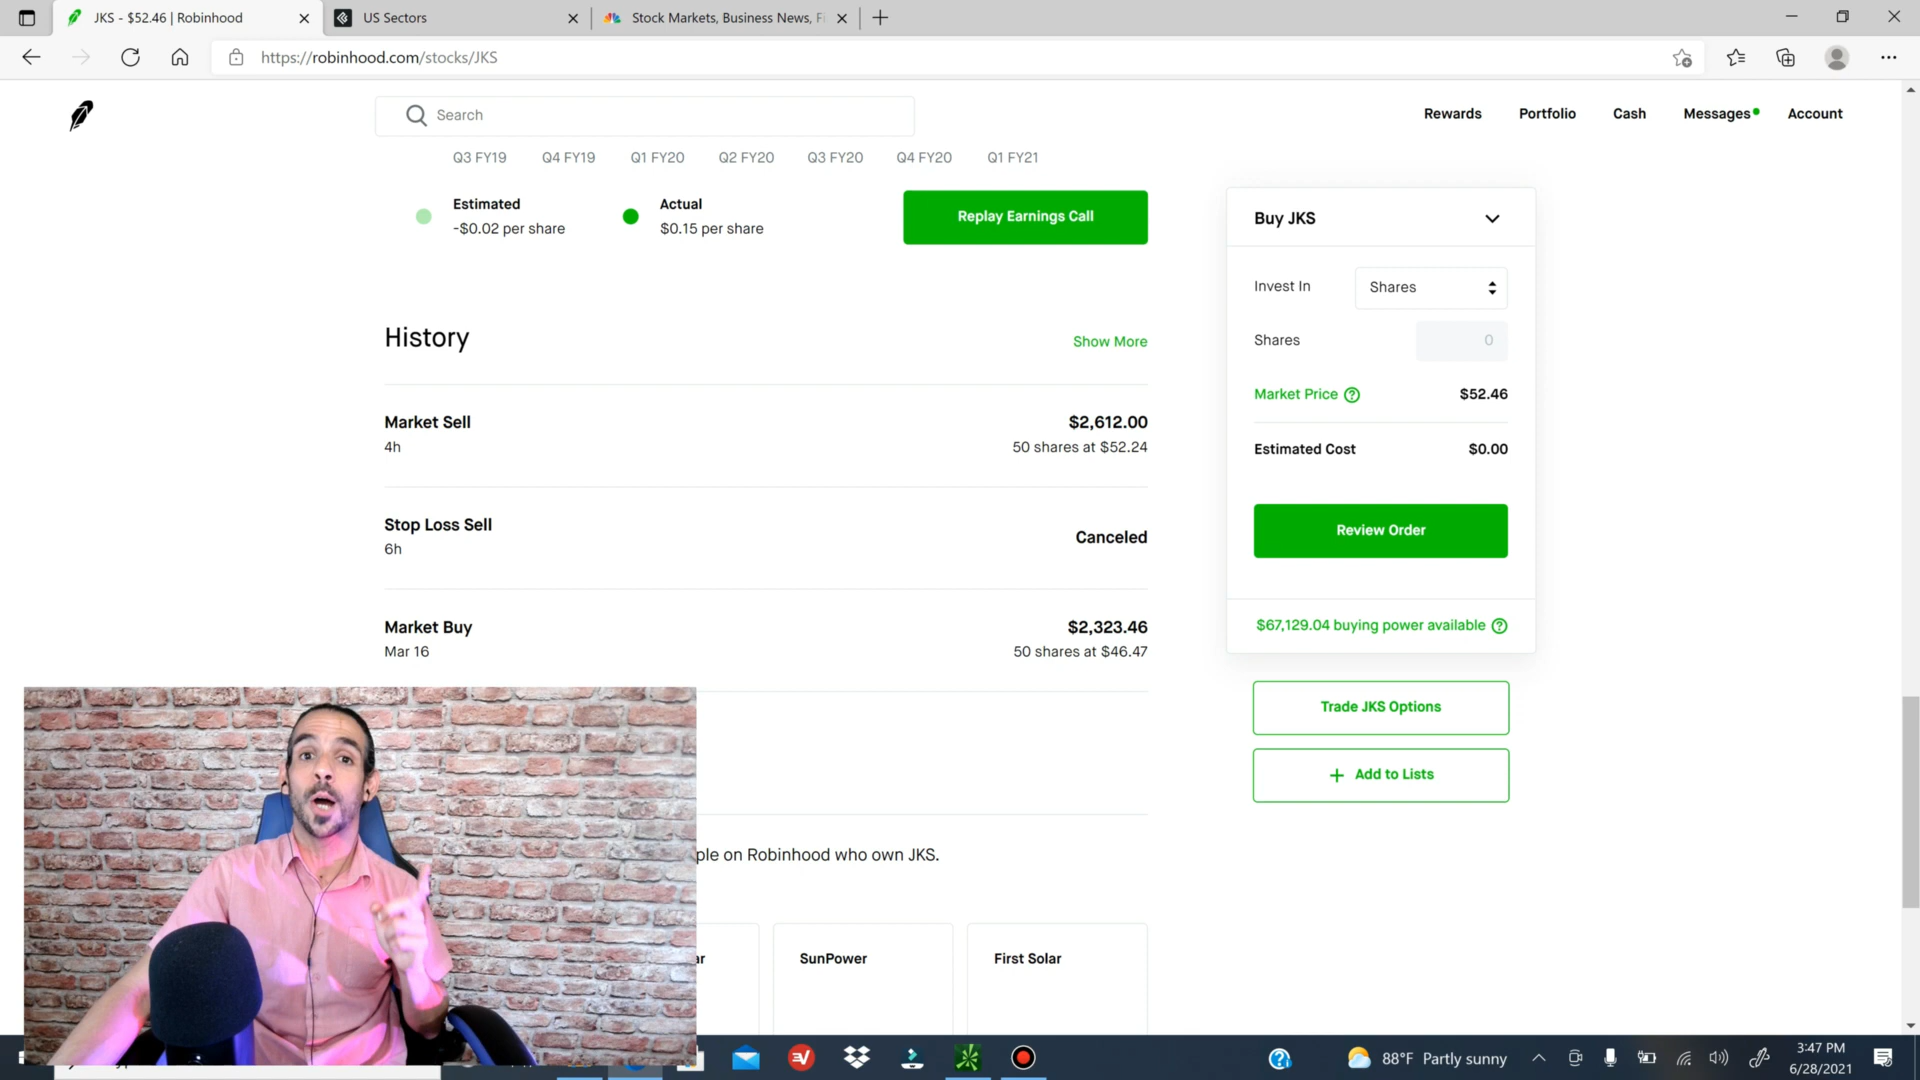 JKS - $52.46 | Robinhood
US Sectors
Stock Markets, Business News, Fi
https://robinhood.com/stocks/JKS
Search
Rewards
Portfolio
Cash
Messages
Account
Q3 FY19 Q4 FY19 Q1 FY20 Q2 FY20 Q3 FY20 Q4 FY20 Q1 FY21
Estimated
-$0.02 per share
Actual
$0.15 per share
Replay Earnings Call
History
Show More
Market Sell
4h
$2,612.00
50 shares at $52.24
Stop Loss Sell
6h
Canceled
Market Buy
Mar 16
$2,323.46
50 shares at $46.47
ple on Robinhood who own JKS.
ar
SunPower
First Solar
Buy JKS
Invest In
Shares
Shares
0
Market Price
$52.46
Estimated Cost
$0.00
Review Order
$67,129.04 buying power available
Trade JKS Options
+ Add to Lists
88°F Partly sunny
3:47 PM
6/28/2021